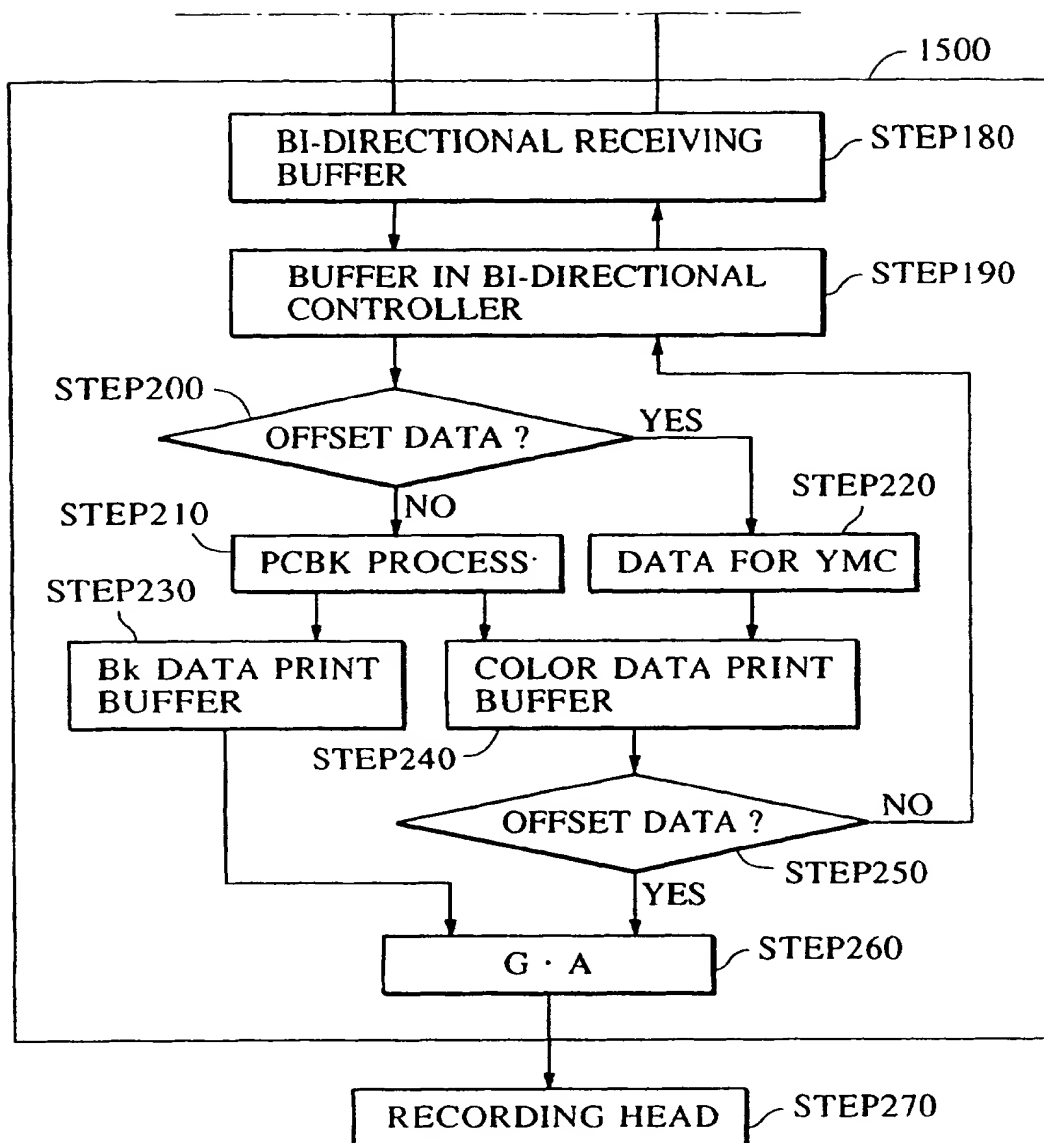 1500
BI-DIRECTIONAL RECEIVING
BUFFER
STEP180
BUFFER IN BI-DIRECTIONAL
CONTROLLER
STEP190
STEP200
OFFSET DATA ?
YES
NO
STEP210
STEP220
PCBK PROCESS
DATA FOR YMC
STEP230
Bk DATA PRINT
BUFFER
COLOR DATA PRINT
BUFFER
STEP240
OFFSET DATA ?
NO
STEP250
YES
G · A
STEP260
RECORDING HEAD
STEP270